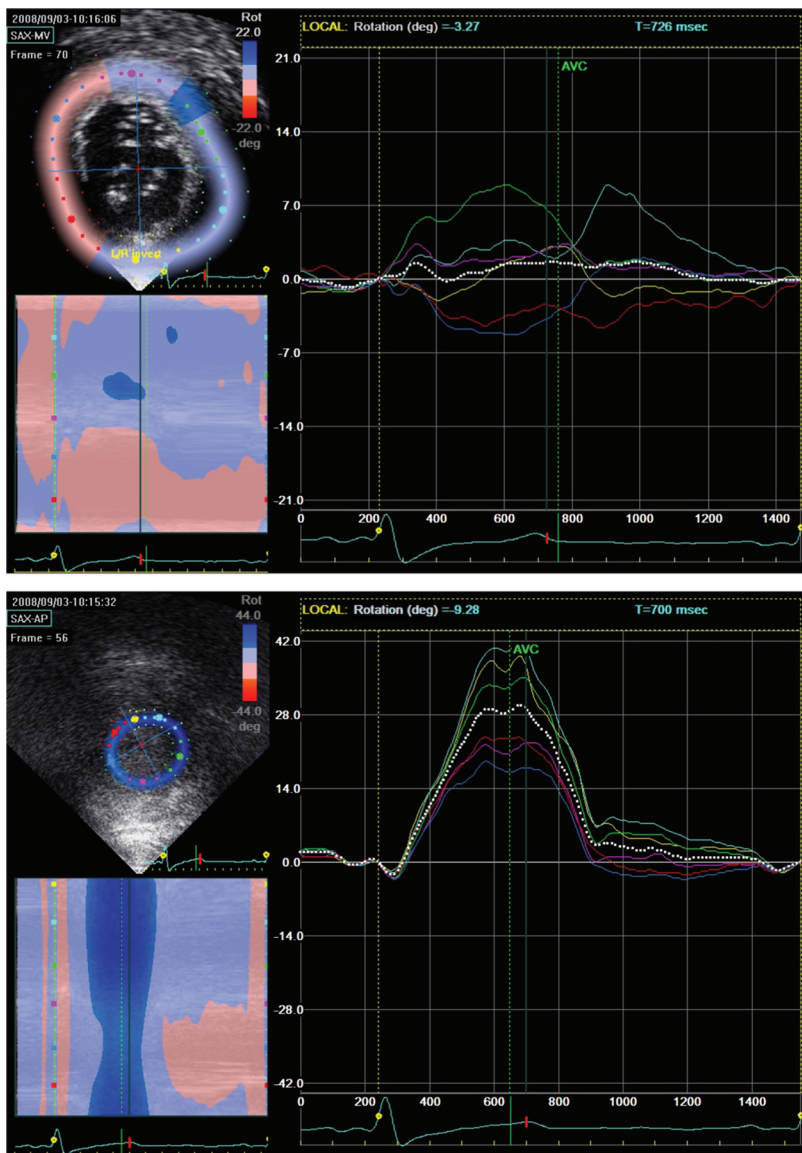 2008/09/03-10:16:06
Rot
SAX-MV
22.0
Frame = 70
-22.0
deg
LOCAL: Rotation (deg) =-3.27 T=726 msec
AVC
21.0
14.0
7.0
0.0
-7.0
-14.0
-21.0
0 200 400 600 800 1000 1200 1400
2008/09/03-10:15:32
Rot
SAX-AP
44.0
Frame = 56
-44.0
deg
LOCAL: Rotation (deg) =-9.28 T=700 msec
AVC
42.0
28.0
14.0
0.0
-14.0
-28.0
-42.0
0 200 400 600 800 1000 1200 1400